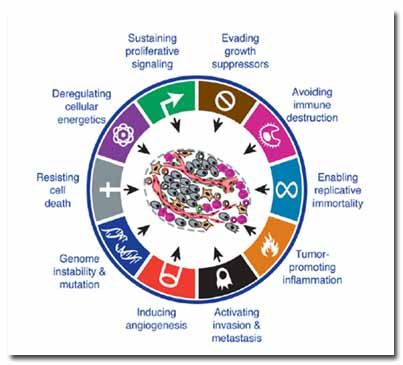 Sustaining
proliferative
signaling
Evading
growth
suppressors
Avoiding
immune
destruction
Enabling
replicative
immortality
Tumor-
promoting
inflammation
Activating
invasion &
metastasis
Inducing
angiogenesis
Genome
instability &
mutation
Resisting
cell
death
Deregulating
cellular
energetics